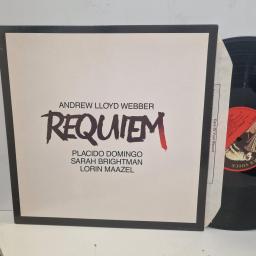 ANDREW LLOYD WEBBER
REQUIEM
PLACIDO DOMINGO
SARAH BRIGHTMAN
LORIN MAAZEL